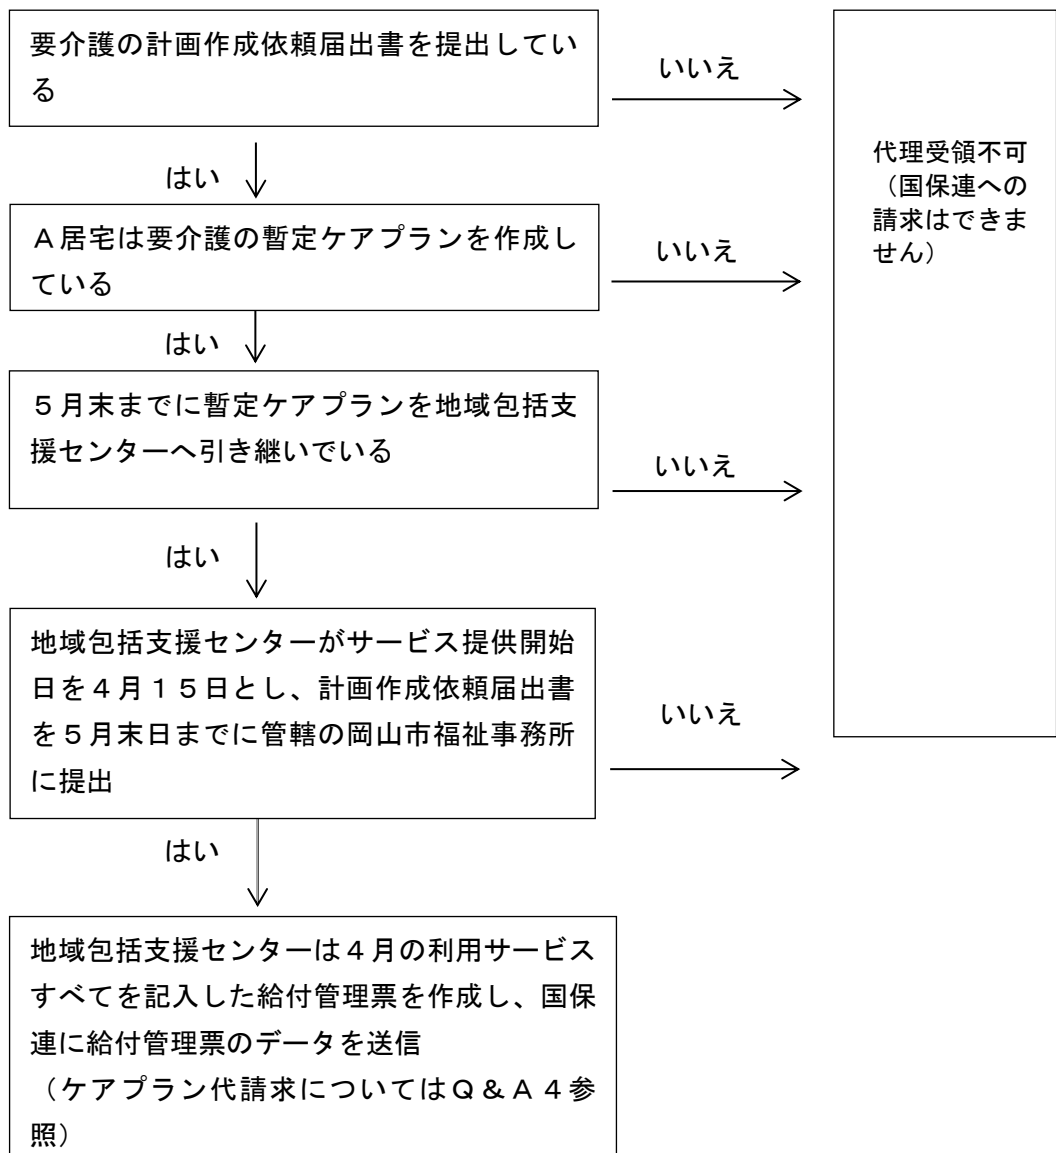 要介護の計画作成依頼届出書を提出してい
る
いいえ
代理受領不可
（国保連への
請求はできま
せん）
はい
Ａ居宅は要介護の暫定ケアプランを作成し
ている
いいえ
はい
５月末までに暫定ケアプランを地域包括支
援センターへ引き継いでいる
いいえ
はい
地域包括支援センターがサービス提供開始
日を４月１５日とし、計画作成依頼届出書
を５月末日までに管轄の岡山市福祉事務所
に提出
いいえ
はい
地域包括支援センターは４月の利用サービス
すべてを記入した給付管理票を作成し、国保
連に給付管理票のデータを送信
（ケアプラン代請求についてはＱ＆Ａ４参
照）